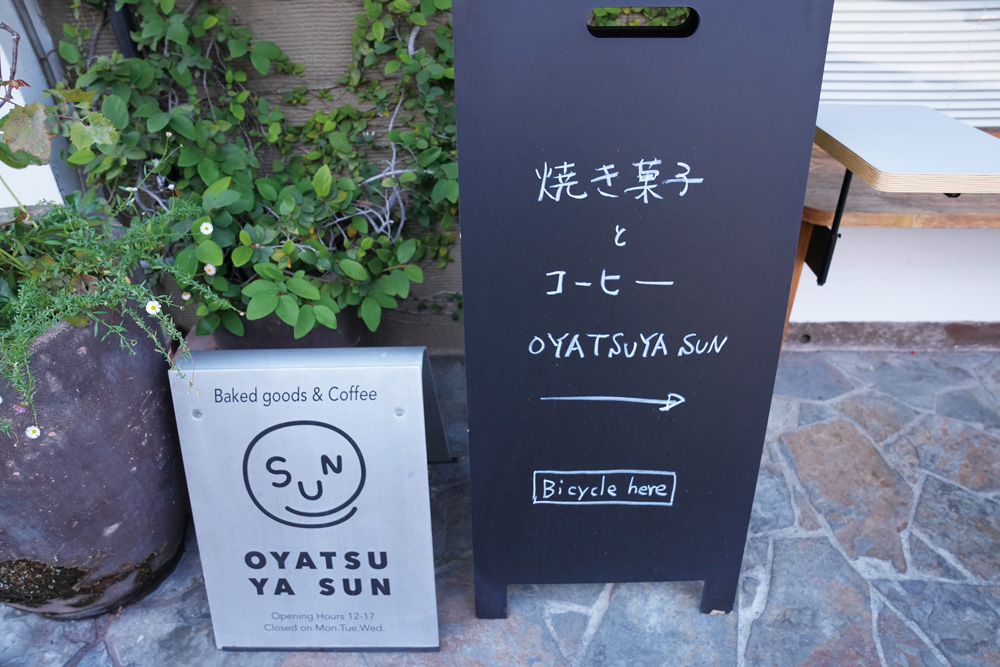 Baked goods & Coffee
SUN
OYATSU
YA SUN
Opening Hours 12-17
Closed on Mon.Tue.Wed.
焼き菓子
と
コーヒー
OYATSUYA SUN
Bicycle here